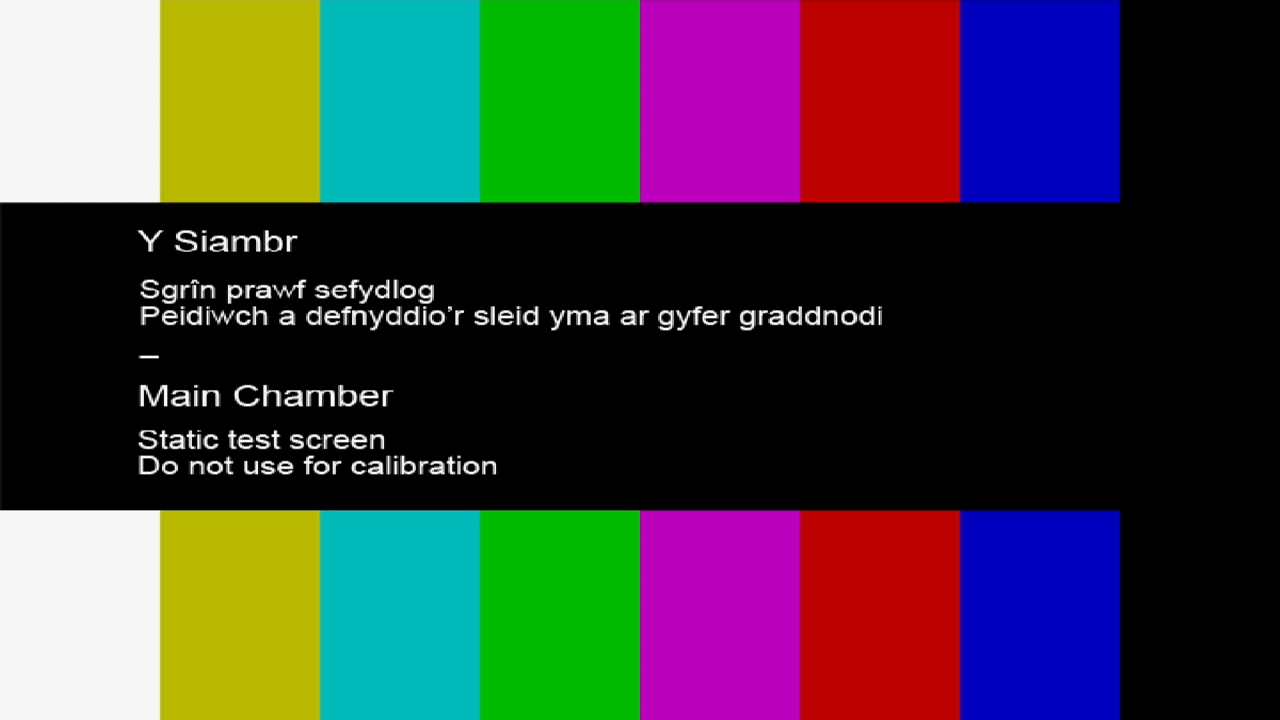 Y Siambr
Sgrîn prawf sefydlog
Peidiwch a defnyddio’r sleid yma ar gyfer graddnodi
–
Main Chamber
Static test screen
Do not use for calibration